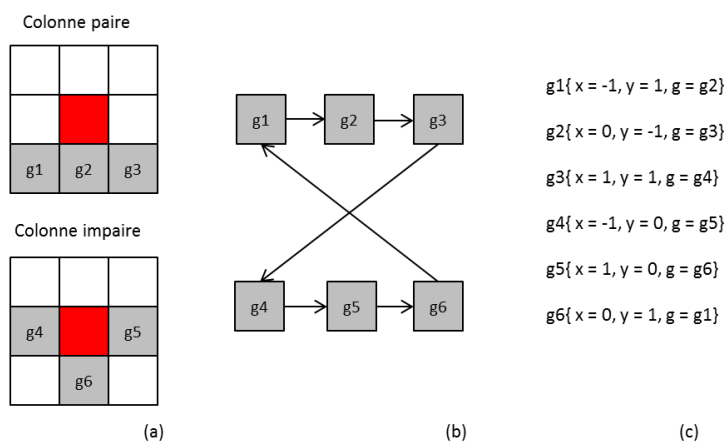 Colonne paire
g1 g2 g3
Colonne impaire
g4 g5
g6
(a)
g1 g2 g3
g4 g5 g6
(b)
g1{ x = -1, y = 1, g = g2}
g2{ x = 0, y = -1, g = g3}
g3{ x = 1, y = 1, g = g4}
g4{ x = -1, y = 0, g = g5}
g5{ x = 1, y = 0, g = g6}
g6{ x = 0, y = 1, g = g1}
(c)